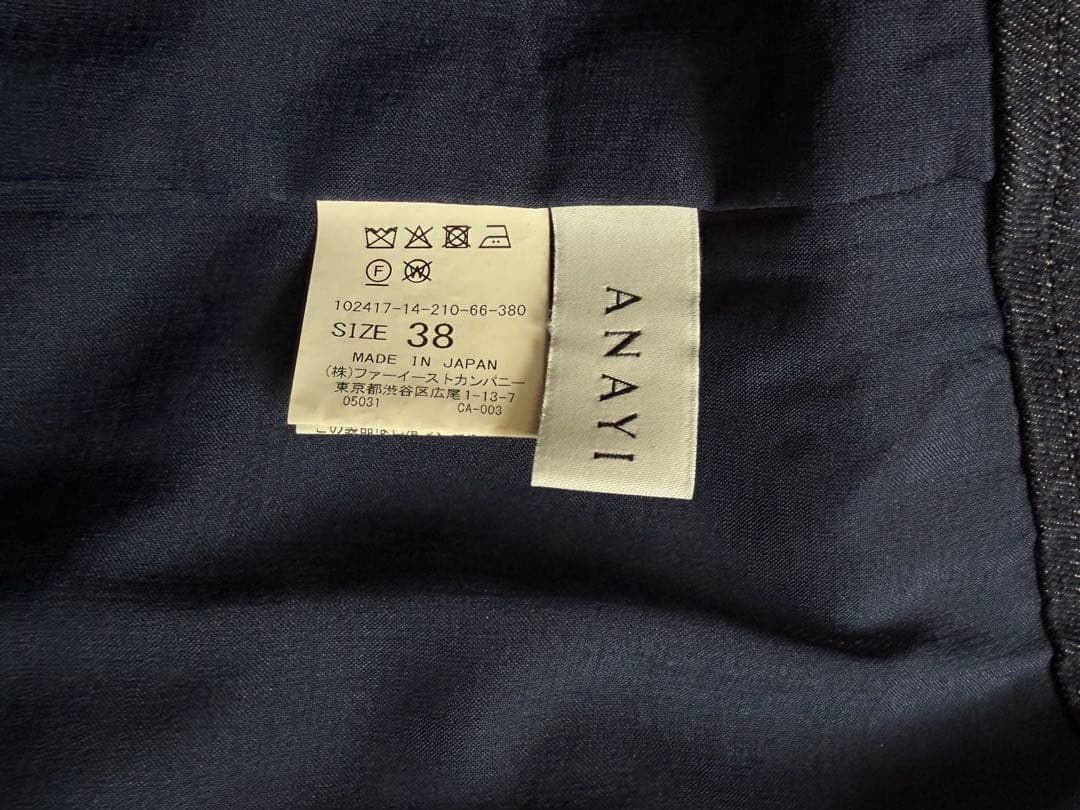 F
W
102417-14-210-66-380
SIZE 38
MADE IN JAPAN
(株)ファーイーストカンパニー
東京都渋谷区広尾1-13-7
05031 CA-003
ANAYI